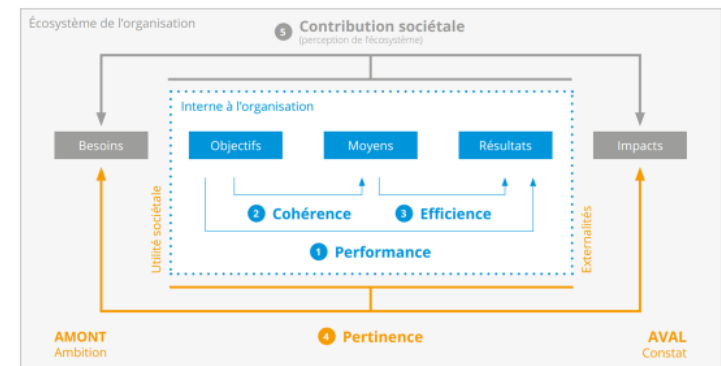 Écosystème de l'organisation
5 Contribution sociétale
(perception de l'écosystème)
Interne à l'organisation
Besoins
Objectifs
Moyens
Résultats
Impacts
Utilité sociétale
2 Cohérence
3 Efficience
Externalités
1 Performance
AMONT
Ambition
4 Pertinence
AVAL
Constat